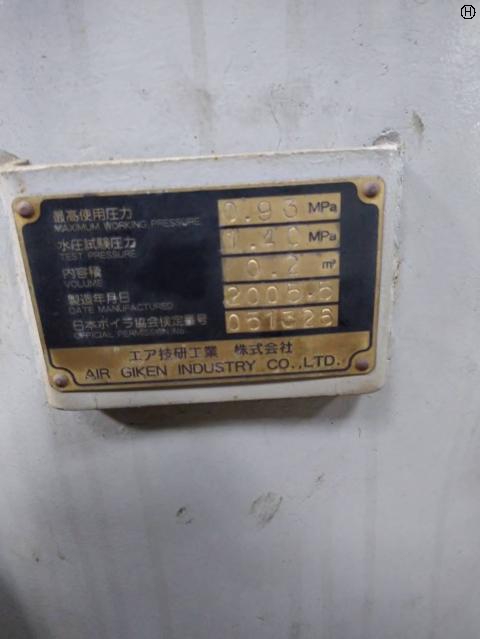 H
最高使用圧力 0.93 MPa
MAXIMUM WORKING PRESSURE
水圧試験圧力 1.40 MPa
TEST PRESSURE
内容積 0.2 m³
VOLUME
製造年月日 2005.5
DATE MANUFACTURED
日本ボイラ協会検定番号 051326
OFFICIAL PERMISSION No.
エア技研工業 株式会社
AIR GIKEN INDUSTRY CO.,LTD.